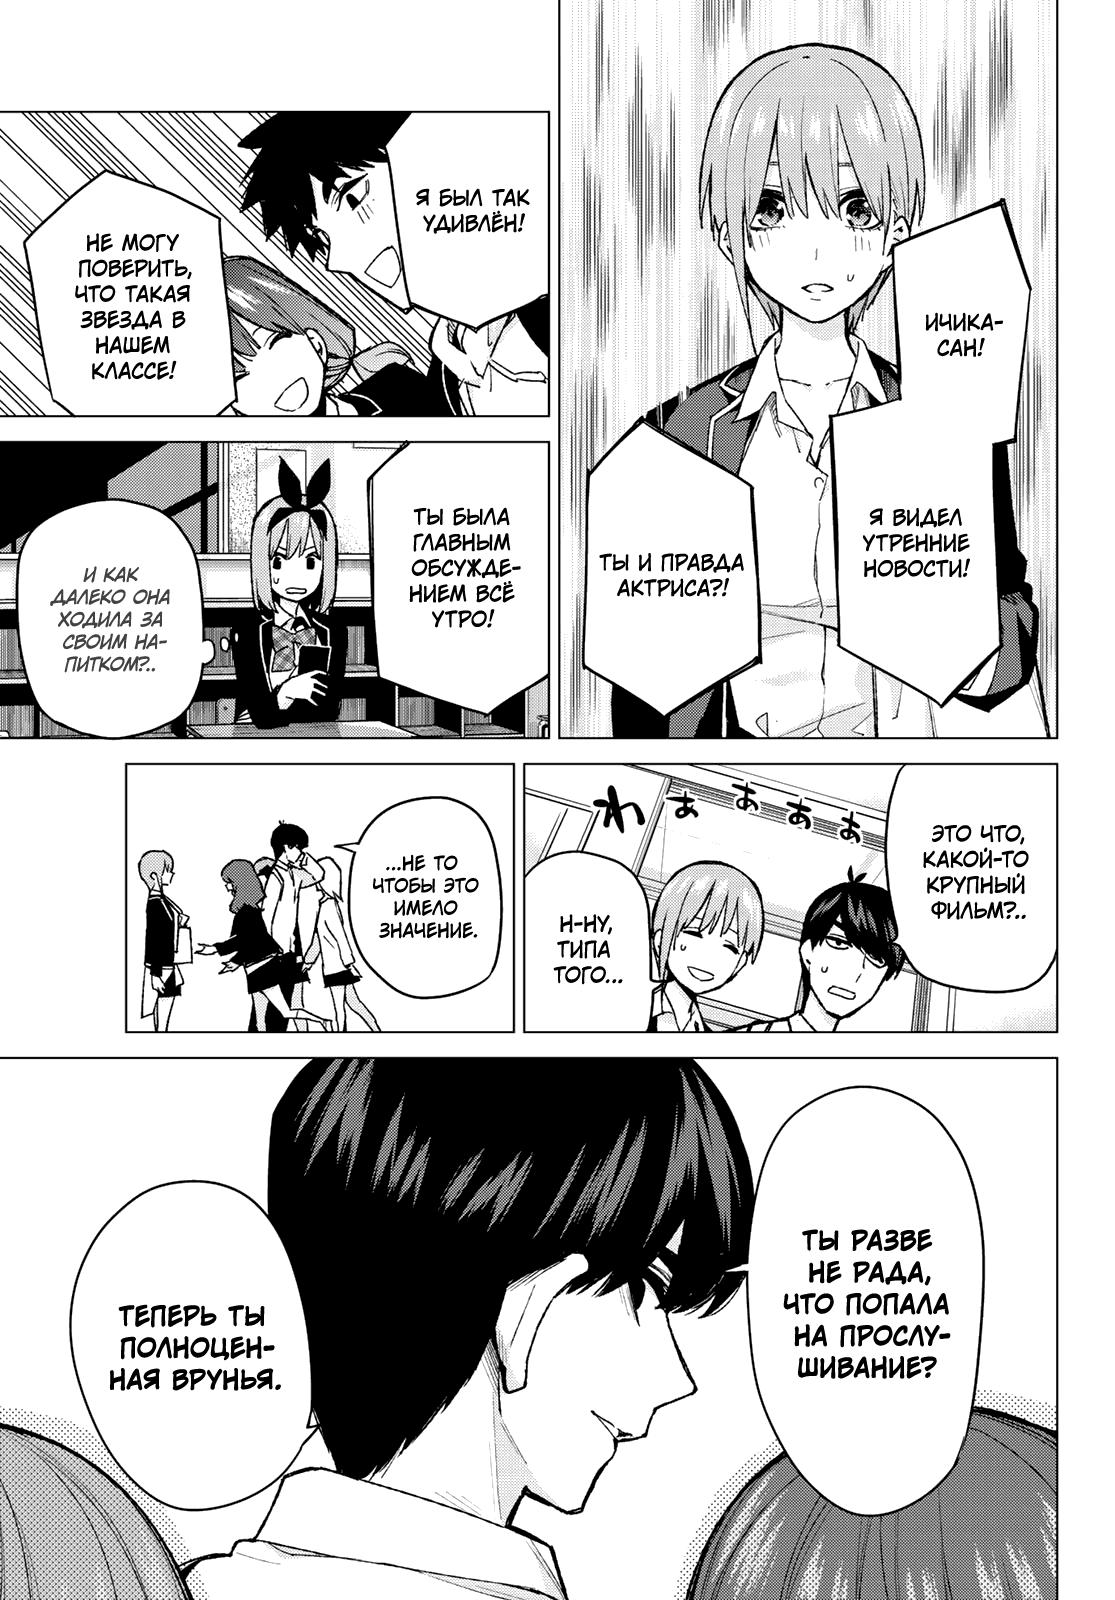 ИЧИКА-
САН!
Я ВИДЕЛ
УТРЕННИЕ
НОВОСТИ!
ТЫ И ПРАВДА
АКТРИСА?!
Я БЫЛ ТАК
УДИВЛЁН!
НЕ МОГУ
ПОВЕРИТЬ,
ЧТО ТАКАЯ
ЗВЕЗДА В
НАШЕМ
КЛАССЕ!
ТЫ БЫЛА
ГЛАВНЫМ
ОБСУЖДЕ-
НИЕМ ВСЁ
УТРО!
И КАК
ДАЛЕКО ОНА
ХОДИЛА ЗА
СВОИМ НА-
ПИТКОМ?..
ЭТО ЧТО,
КАКОЙ-ТО
КРУПНЫЙ
ФИЛЬМ?..
わぁぁぁぁ
Н-НУ,
ТИПА
ТОГО...
...НЕ ТО
ЧТОБЫ ЭТО
ИМЕЛО
ЗНАЧЕНИЕ.
ТЫ РАЗВЕ
НЕ РАДА,
ЧТО ПОПАЛА
НА ПРОСЛУ-
ШИВАНИЕ?
ТЕПЕРЬ ТЫ
ПОЛНОЦЕН-
НАЯ ВРУНЬЯ.